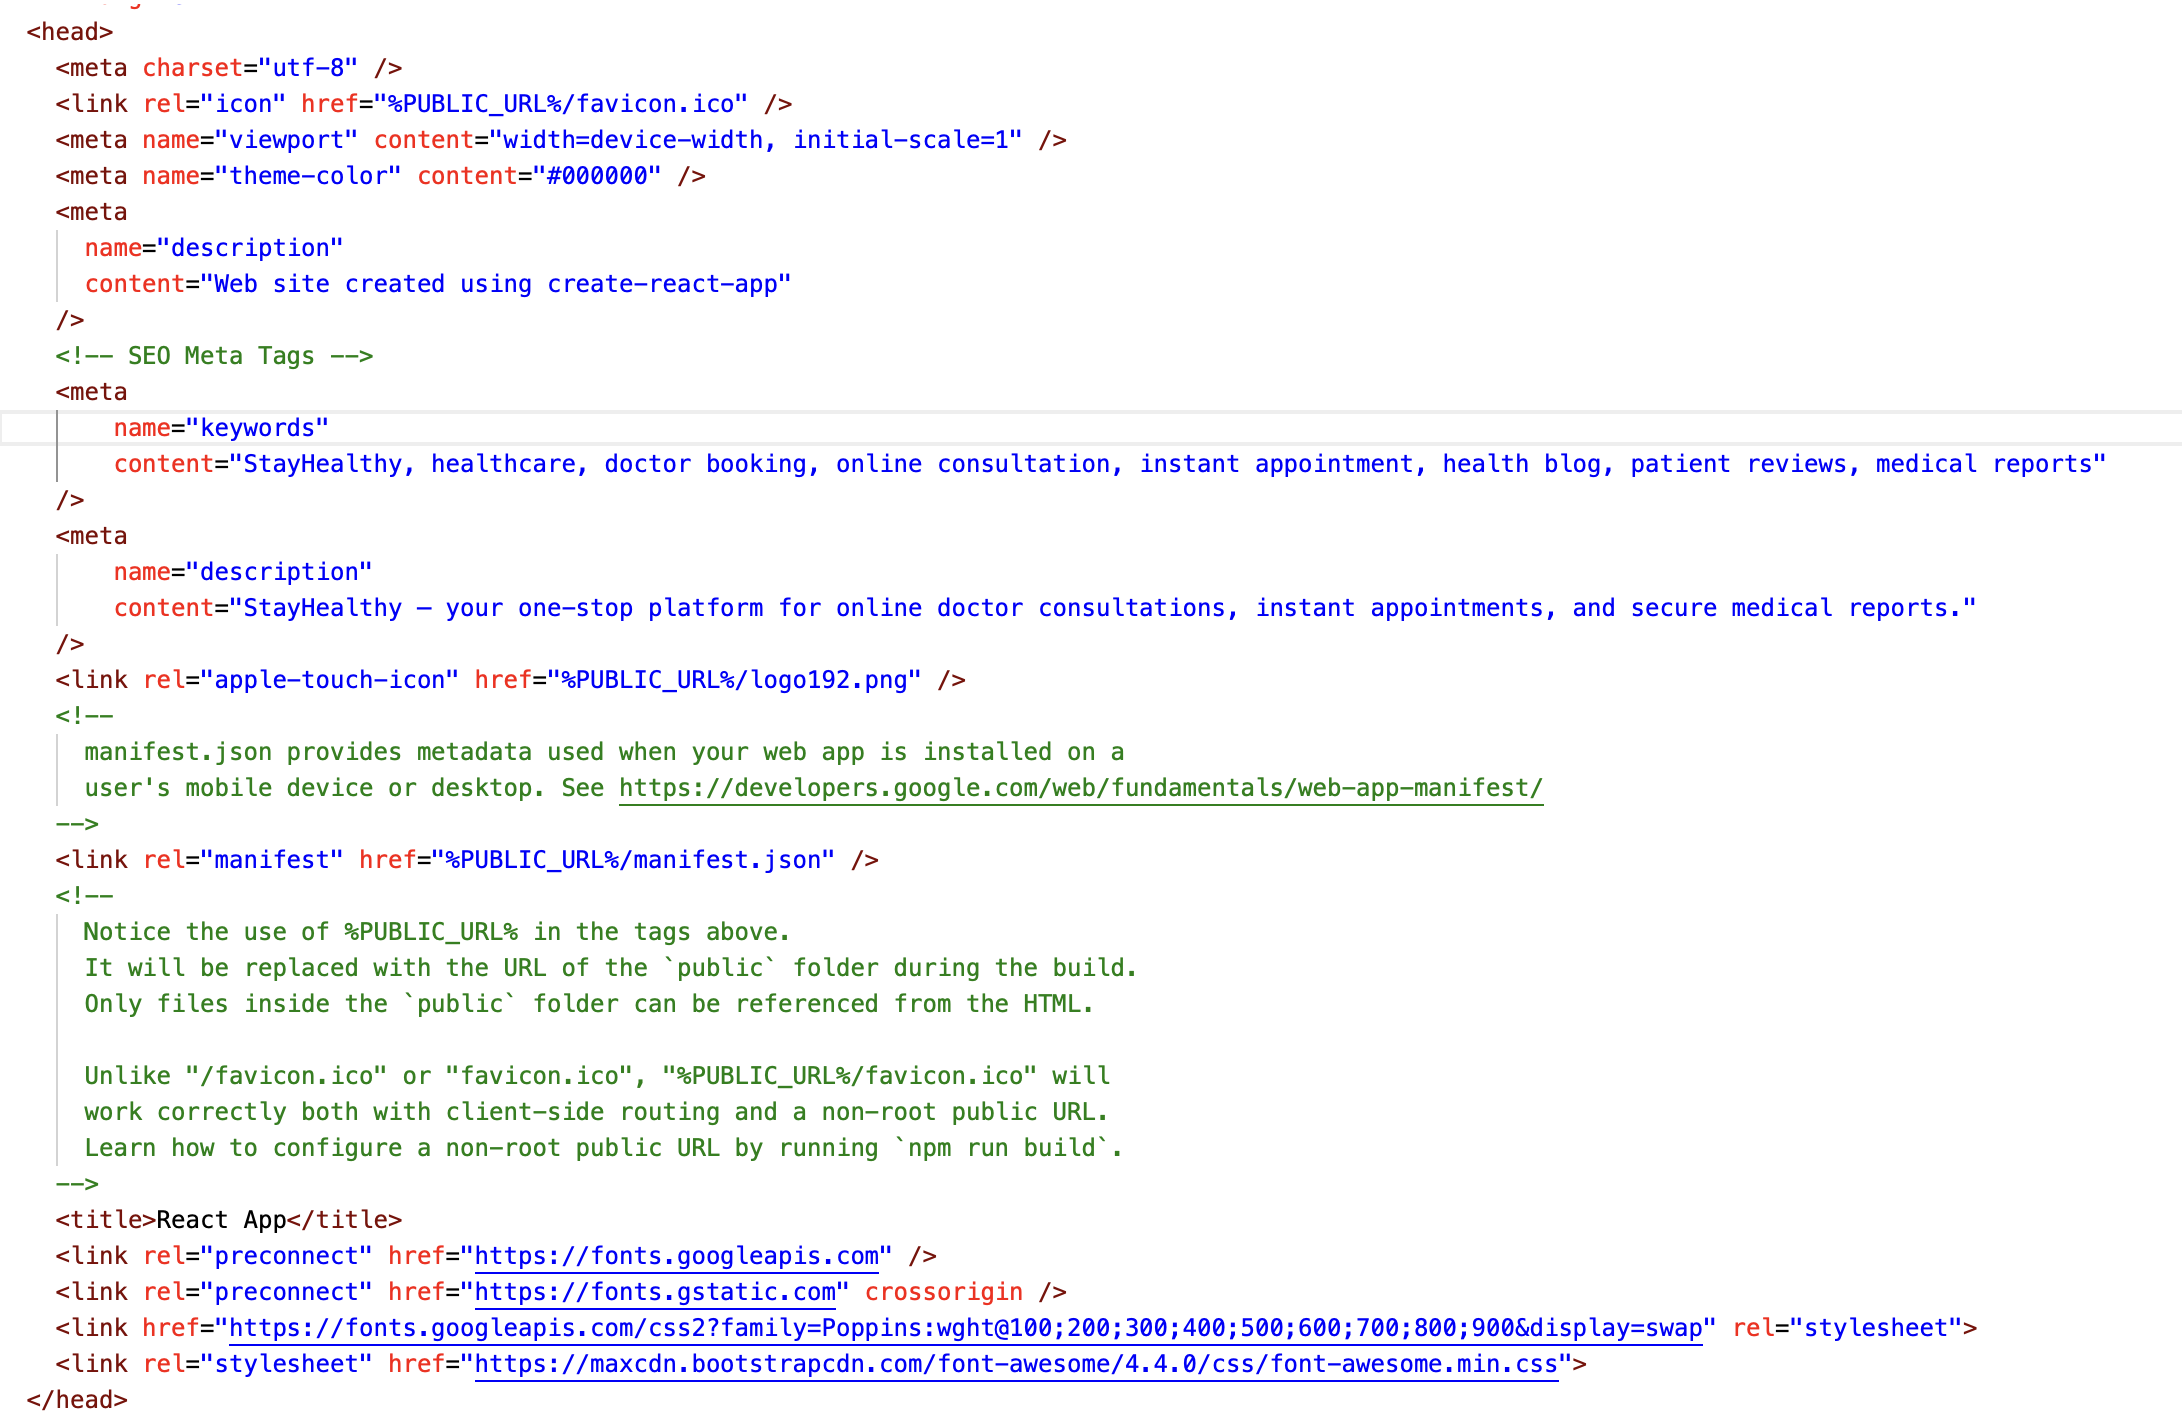 <head>
<meta charset="utf-8" />
<link rel="icon" href="%PUBLIC_URL%/favicon.ico" />
<meta name="viewport" content="width=device-width, initial-scale=1" />
<meta name="theme-color" content="#000000" />
<meta
name="description"
content="Web site created using create-react-app"
/>
<!-- SEO Meta Tags -->
<meta
name="keywords"
content="StayHealthy, healthcare, doctor booking, online consultation, instant appointment, health blog, patient reviews, medical reports"
/>
<meta
name="description"
content="StayHealthy – your one-stop platform for online doctor consultations, instant appointments, and secure medical reports."
/>
<link rel="apple-touch-icon" href="%PUBLIC_URL%/logo192.png" />
<!--
manifest.json provides metadata used when your web app is installed on a
user's mobile device or desktop. See https://developers.google.com/web/fundamentals/web-app-manifest/
-->
<link rel="manifest" href="%PUBLIC_URL%/manifest.json" />
<!--
Notice the use of %PUBLIC_URL% in the tags above.
It will be replaced with the URL of the `public` folder during the build.
Only files inside the `public` folder can be referenced from the HTML.
Unlike "/favicon.ico" or "favicon.ico", "%PUBLIC_URL%/favicon.ico" will
work correctly both with client-side routing and a non-root public URL.
Learn how to configure a non-root public URL by running `npm run build`.
-->
<title>React App</title>
<link rel="preconnect" href="https://fonts.googleapis.com" />
<link rel="preconnect" href="https://fonts.gstatic.com" crossorigin />
<link href="https://fonts.googleapis.com/css2?family=Poppins:wght@100;200;300;400;500;600;700;800;900&display=swap" rel="stylesheet">
<link rel="stylesheet" href="https://maxcdn.bootstrapcdn.com/font-awesome/4.4.0/css/font-awesome.min.css">
</head>